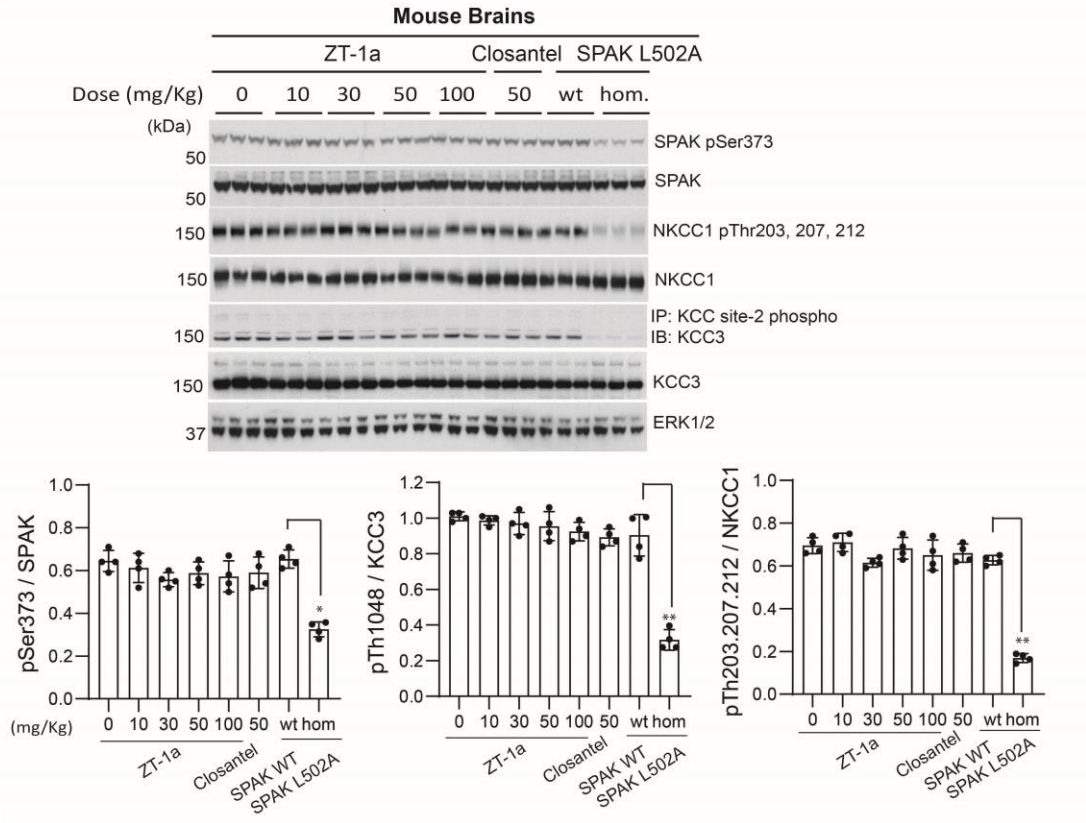 Mouse Brains
ZT-1a Closantel SPAK L502A
Dose (mg/Kg) 0 10 30 50 100 50 wt hom.
(kDa)
SPAK pSer373
50
SPAK
50
150 NKCC1 pThr203, 207, 212
150 NKCC1
IP: KCC site-2 phospho
150 IB: KCC3
150 KCC3
ERK1/2
37
pSer373 / SPAK
1.0
0.8
0.6
0.4
0.2
0.0
*
(mg/Kg) 0 10 30 50 100 50 wt hom
ZT-1a
Closantel
SPAK WT
SPAK L502A
pTh1048 / KCC3
1.2
1.0
0.8
0.6
0.4
0.2
0.0
**
0 10 30 50 100 50 wt hom
ZT-1a
Closantel
SPAK WT
SPAK L502A
pTh203.207.212 / NKCC1
1.0
0.8
0.6
0.4
0.2
0.0
**
0 10 30 50 100 50 wt hom
ZT-1a
Closantel
SPAK WT
SPAK L502A